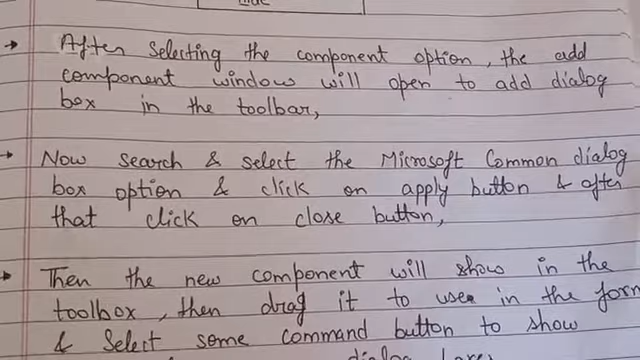 → After Selecting the component option, the add
component window will open to add dialog
box in the toolbar,
→ Now search & select the Microsoft Common dialog
box option & click on apply button & after
that click on close button,
→ Then the new component will show in the
toolbox, then drag it to use in the form
& Select some command button to show
dialog